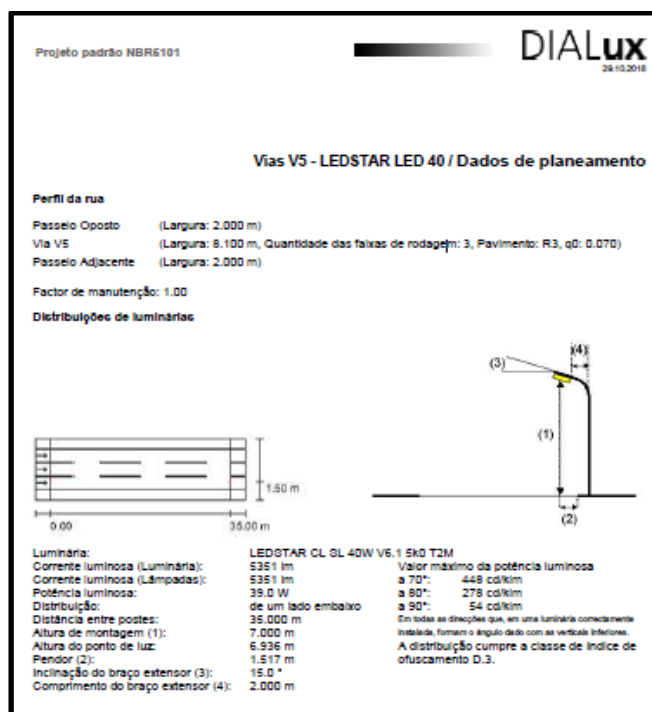 Projeto padrão NBR5101
DIALux
29.10.2018
Vias V5 - LEDSTAR LED 40 / Dados de planeamento
Perfil da rua
Passeio Oposto (Largura: 2.000 m)
Via V5 (Largura: 8.100 m, Quantidade das faixas de rodagem: 3, Pavimento: R3, q0: 0.070)
Passeio Adjacente (Largura: 2.000 m)
Factor de manutenção: 1.00
Distribuições de luminárias
(4)
(3)
(1)
1.50 m
(2)
0.00 35.00 m
Luminária: LEDSTAR CL SL 40W V6.1 5k0 T2M
Corrente luminosa (Luminária): 5351 lm Valor máximo da potência luminosa
Corrente luminosa (Lâmpadas): 5351 lm a 70°: 448 cd/klm
Potência luminosa: 39.0 W a 80°: 278 cd/klm
Distribuição: de um lado embaixo a 90°: 54 cd/klm
Distância entre postes: 35.000 m Em todas as direcções que, em uma luminária correctamente
Altura de montagem (1): 7.000 m instalada, formam o ângulo dado com as verticais inferiores.
Altura do ponto de luz: 6.936 m A distribuição cumpre a classe de índice de
Pendor (2): 1.517 m ofuscamento D.3.
Inclinação do braço extensor (3): 15.0 °
Comprimento do braço extensor (4): 2.000 m